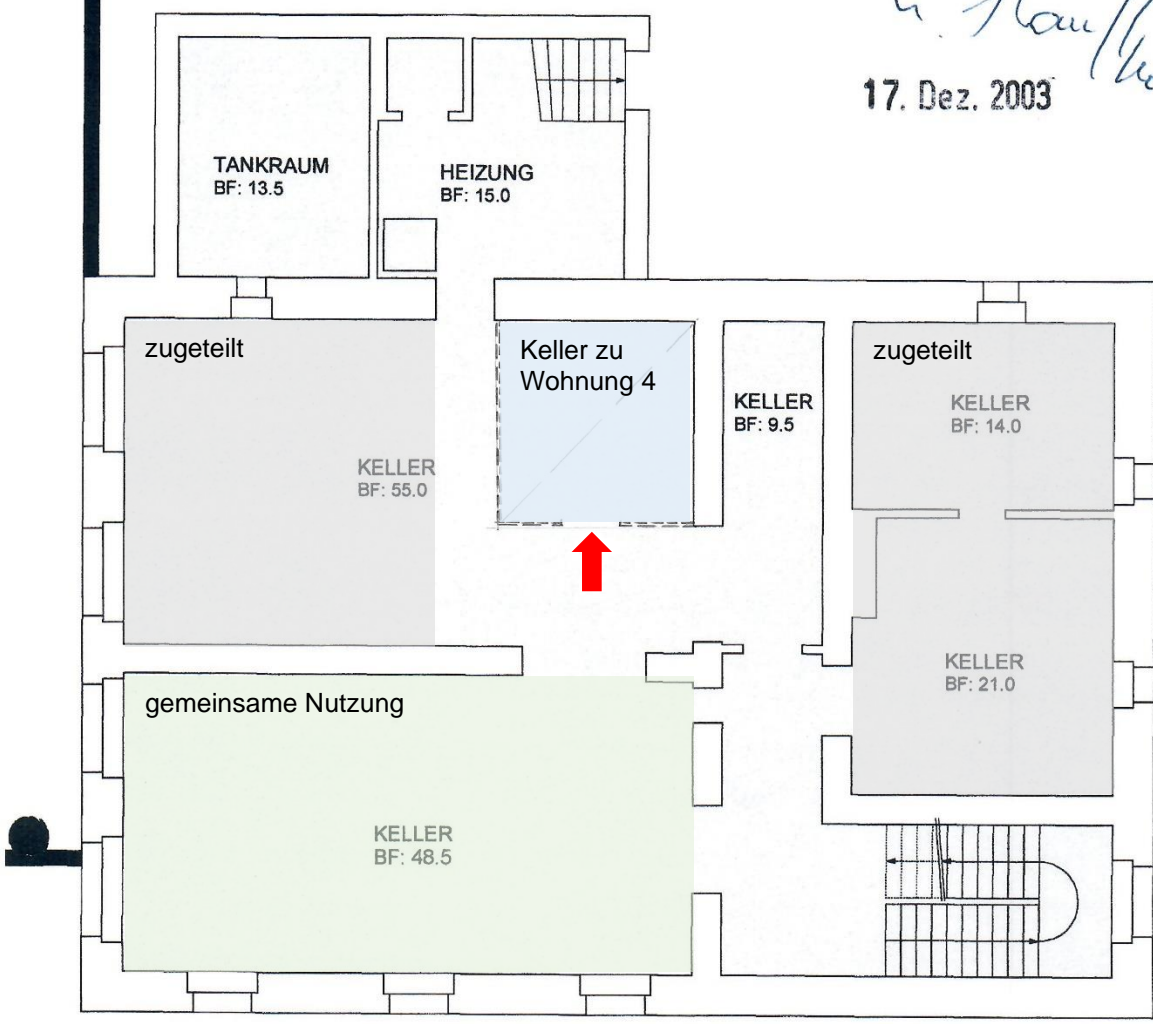 17. Dez. 2003
TANKRAUM
BF: 13.5
HEIZUNG
BF: 15.0
zugeteilt
Keller zu
Wohnung 4
zugeteilt
KELLER
BF: 9.5
KELLER
BF: 14.0
KELLER
BF: 55.0
KELLER
BF: 21.0
gemeinsame Nutzung
KELLER
BF: 48.5